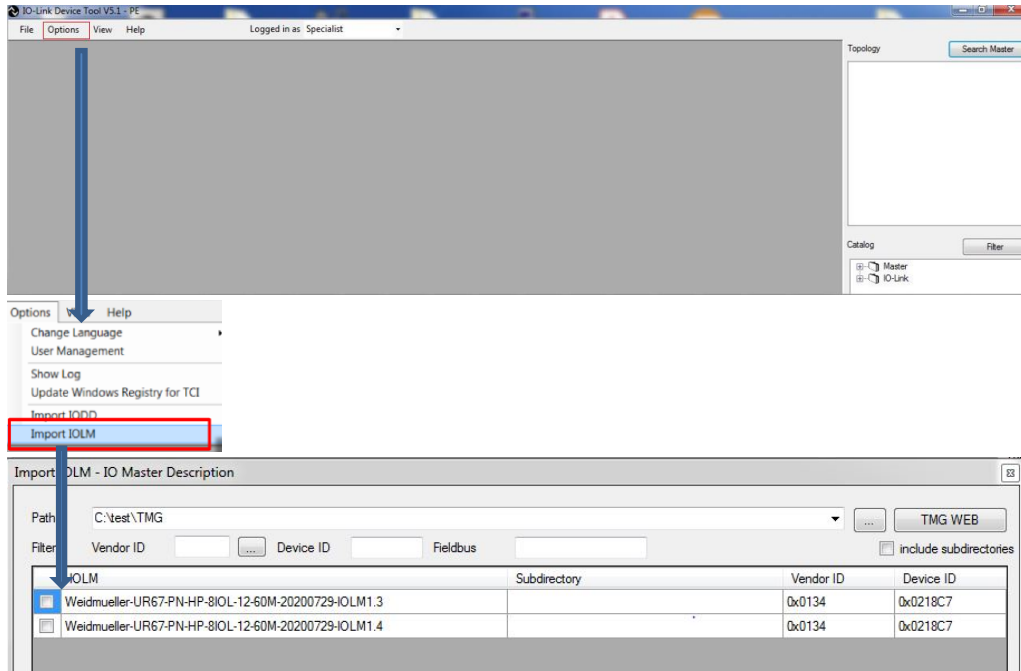 IO-Link Device Tool V5.1 - PE
File Options View Help Logged in as Specialist
Topology Search Master
Catalog Filter
Master
IO-Link
Options Help
Change Language
User Management
Show Log
Update Windows Registry for TCI
Import IODD
Import IOLM
Import IOLM - IO Master Description
Path C:\test\TMG ... TMG WEB
Filter Vendor ID ... Device ID Fieldbus include subdirectories
IOLM Subdirectory Vendor ID Device ID
Weidmueller-UR67-PN-HP-8IOL-12-60M-20200729-IOLM1.3 0x0134 0x0218C7
Weidmueller-UR67-PN-HP-8IOL-12-60M-20200729-IOLM1.4 0x0134 0x0218C7